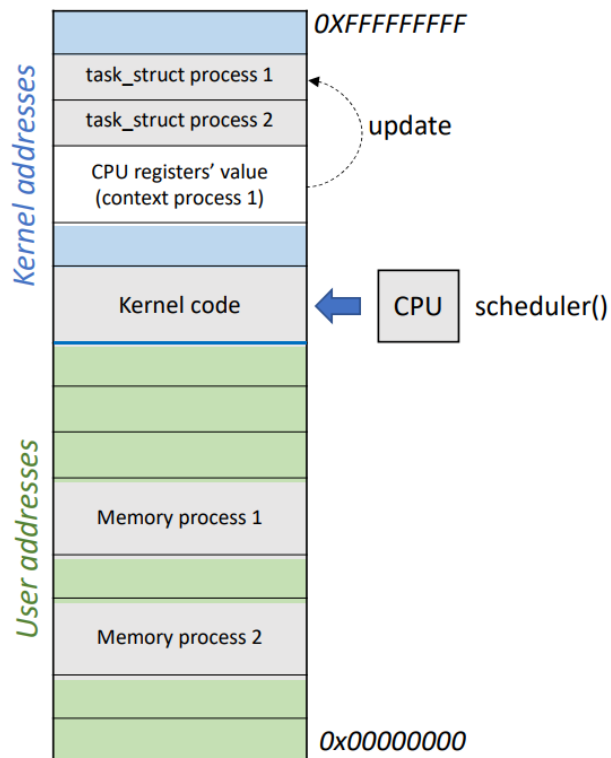 0XFFFFFFFFF
Kernel addresses
task_struct process 1
task_struct process 2
update
CPU registers’ value
(context process 1)
Kernel code
CPU
scheduler()
User addresses
Memory process 1
Memory process 2
0x00000000